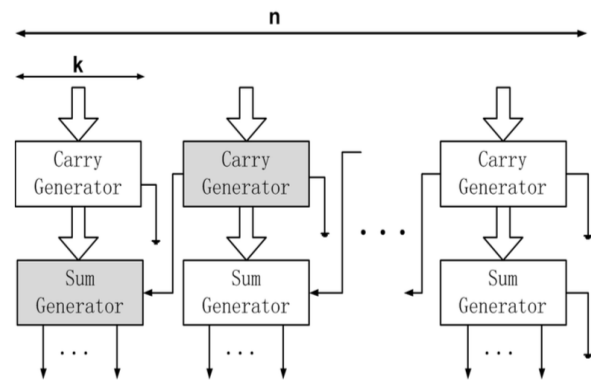 n
k
Carry
Generator
Carry
Generator
Carry
Generator
. . .
Sum
Generator
Sum
Generator
Sum
Generator
. . .
. . .
. . .